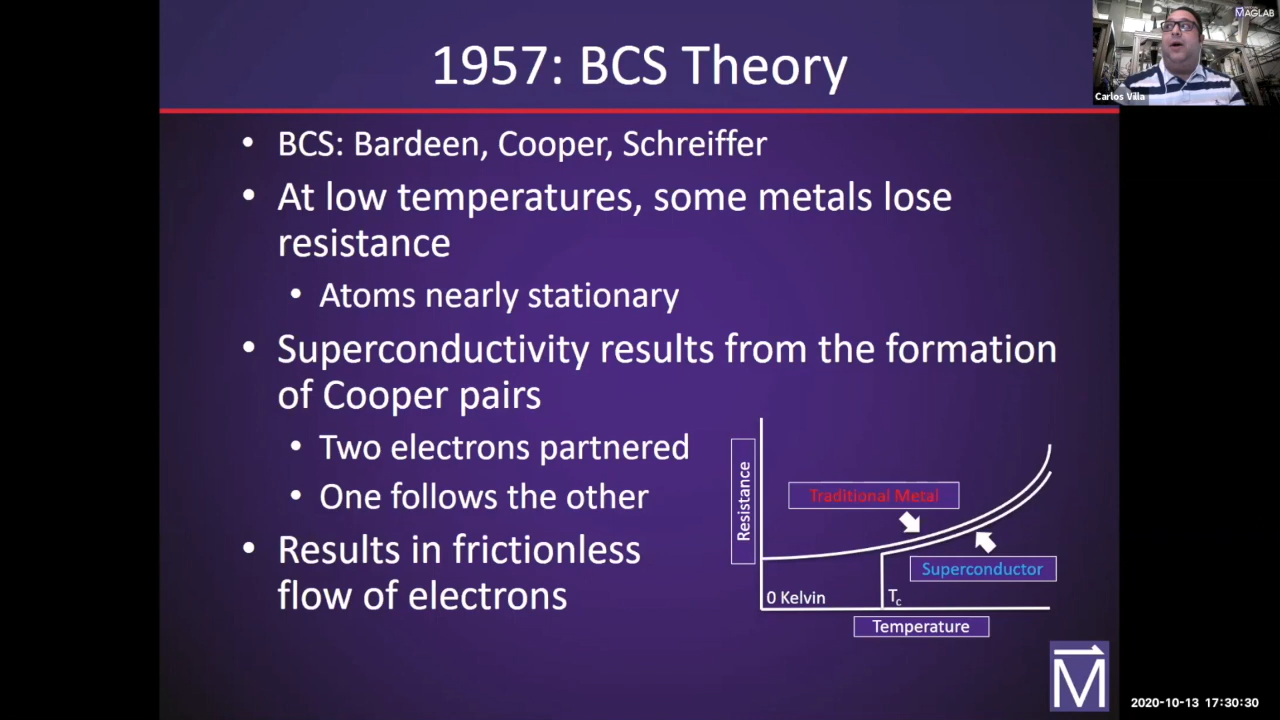 1957: BCS Theory
MAGLAB
Carlos Villa
• BCS: Bardeen, Cooper, Schreiffer
• At low temperatures, some metals lose
resistance
• Atoms nearly stationary
• Superconductivity results from the formation
of Cooper pairs
• Two electrons partnered
• One follows the other
• Results in frictionless
flow of electrons
Resistance
Traditional Metal
Superconductor
0 Kelvin
Tc
Temperature
M
2020-10-13 17:30:30